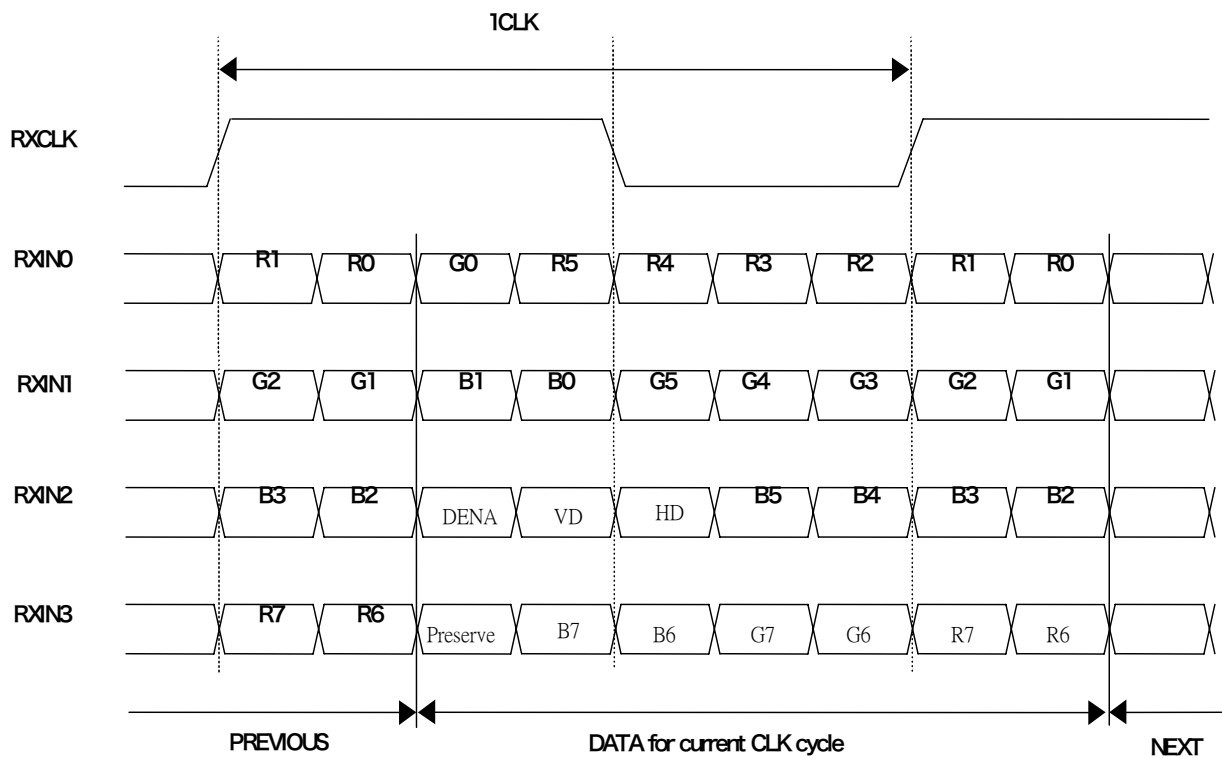 1CLK
RXCLK
RXIN0 R1 R0 G0 R5 R4 R3 R2 R1 R0
RXIN1 G2 G1 B1 B0 G5 G4 G3 G2 G1
RXIN2 B3 B2 DENA VD HD B5 B4 B3 B2
RXIN3 R7 R6 Preserve B7 B6 G7 G6 R7 R6
PREVIOUS DATA for current CLK cycle NEXT